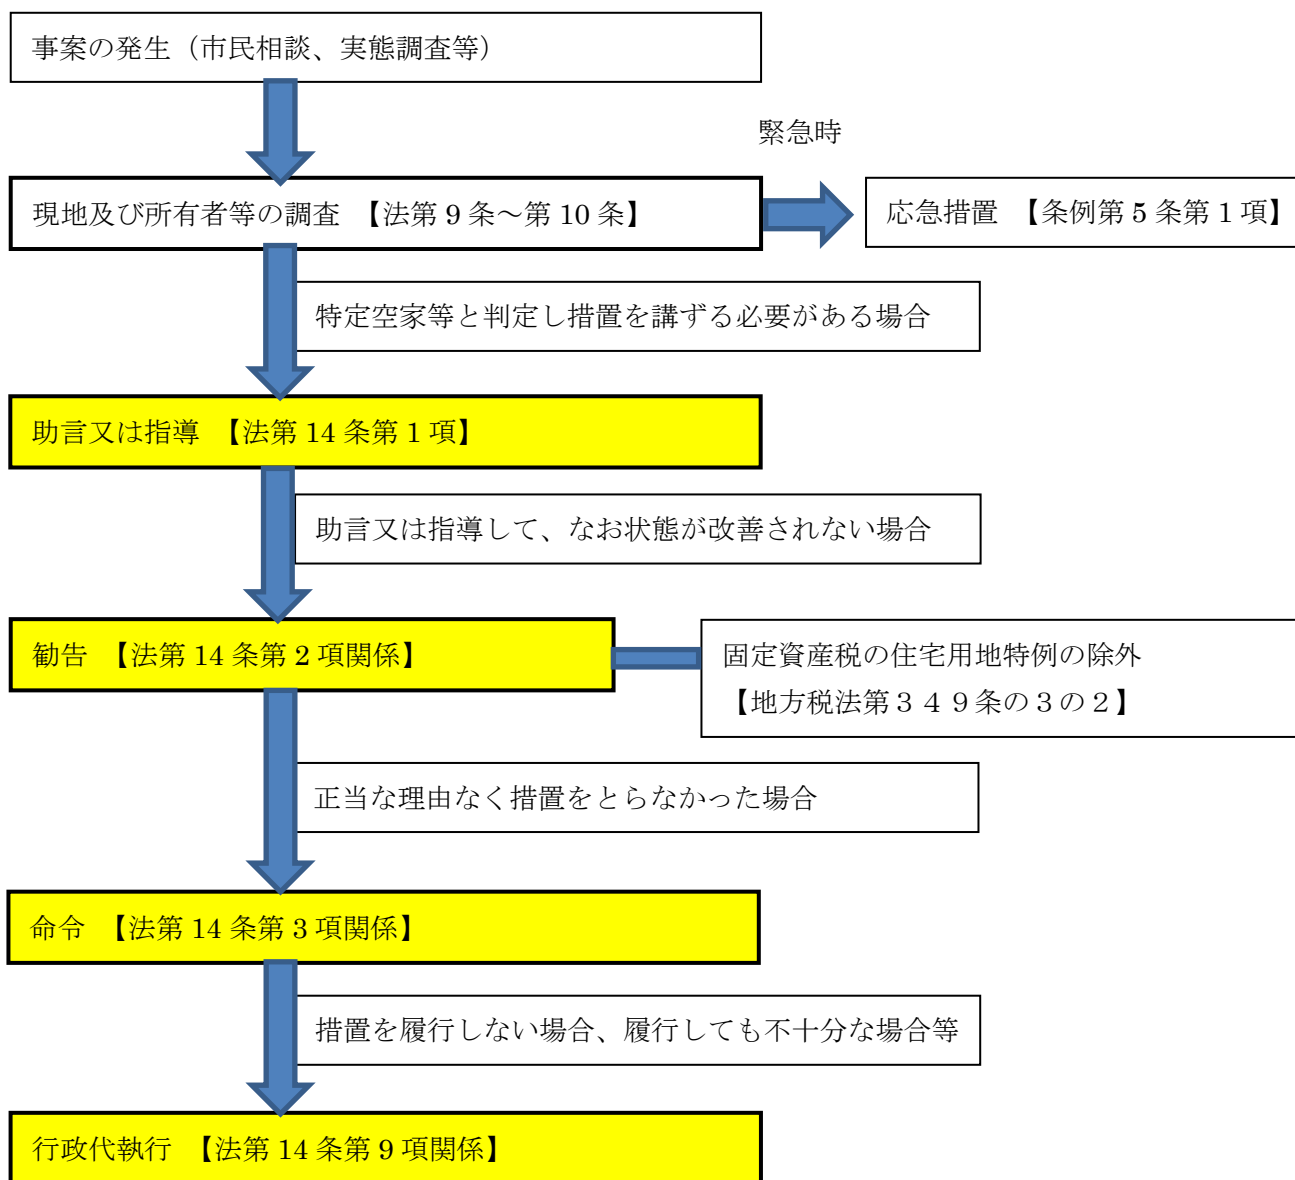 事案の発生（市民相談、実態調査等）
緊急時
現地及び所有者等の調査 【法第 9 条～第 10 条】
応急措置 【条例第 5 条第 1 項】
特定空家等と判定し措置を講ずる必要がある場合
助言又は指導 【法第 14 条第 1 項】
助言又は指導して、なお状態が改善されない場合
勧告 【法第 14 条第 2 項関係】
固定資産税の住宅用地特例の除外
【地方税法第３４９条の３の２】
正当な理由なく措置をとらなかった場合
命令 【法第 14 条第 3 項関係】
措置を履行しない場合、履行しても不十分な場合等
行政代執行 【法第 14 条第 9 項関係】